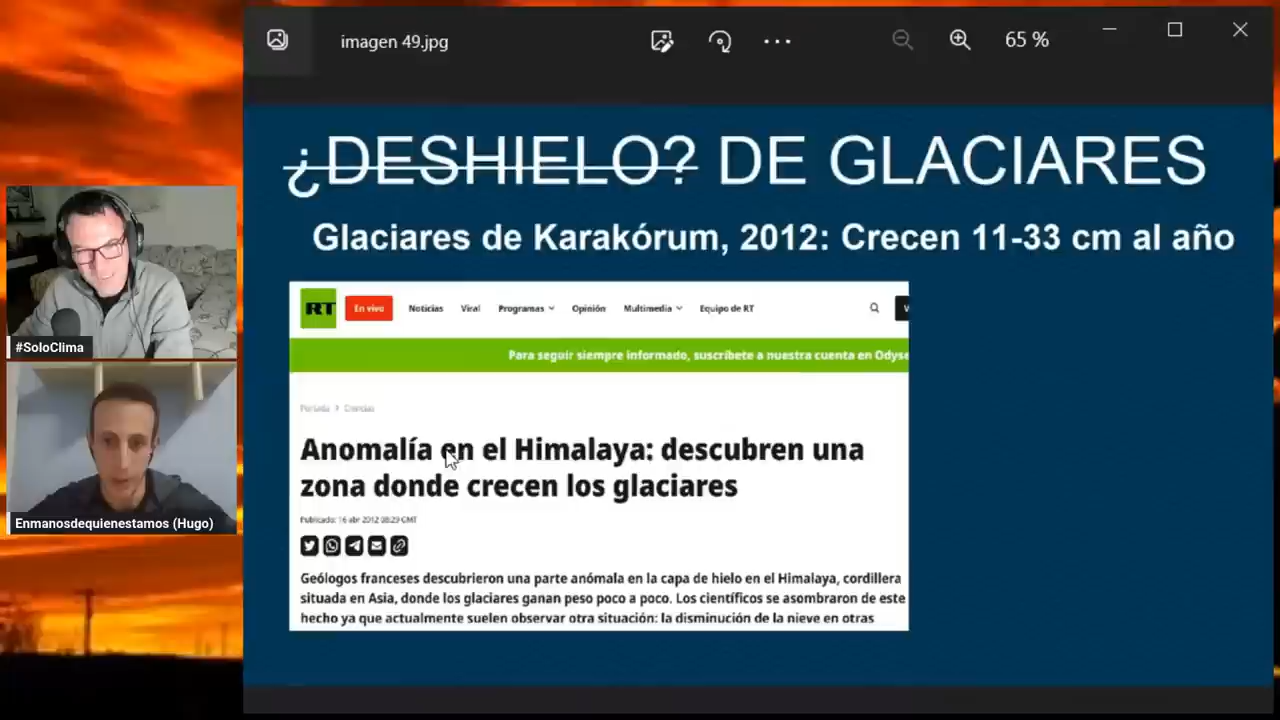 imagen 49.jpg
65 %
¿DESHIELO? DE GLACIARES
Glaciares de Karakórum, 2012: Crecen 11-33 cm al año
RT
En vivo
Noticias
Viral
Programas
Opinión
Multimedia
Equipo de RT
Para seguir siempre informado, suscríbete a nuestra cuenta en Odyse
Portada > Ciencias
Anomalía en el Himalaya: descubren una
zona donde crecen los glaciares
Publicado: 16 abr 2012 08:29 GMT
Geólogos franceses descubrieron una parte anómala en la capa de hielo en el Himalaya, cordillera
situada en Asia, donde los glaciares ganan peso poco a poco. Los científicos se asombraron de este
hecho ya que actualmente suelen observar otra situación: la disminución de la nieve en otras
#SoloClima
Enmanosdequienestamos (Hugo)